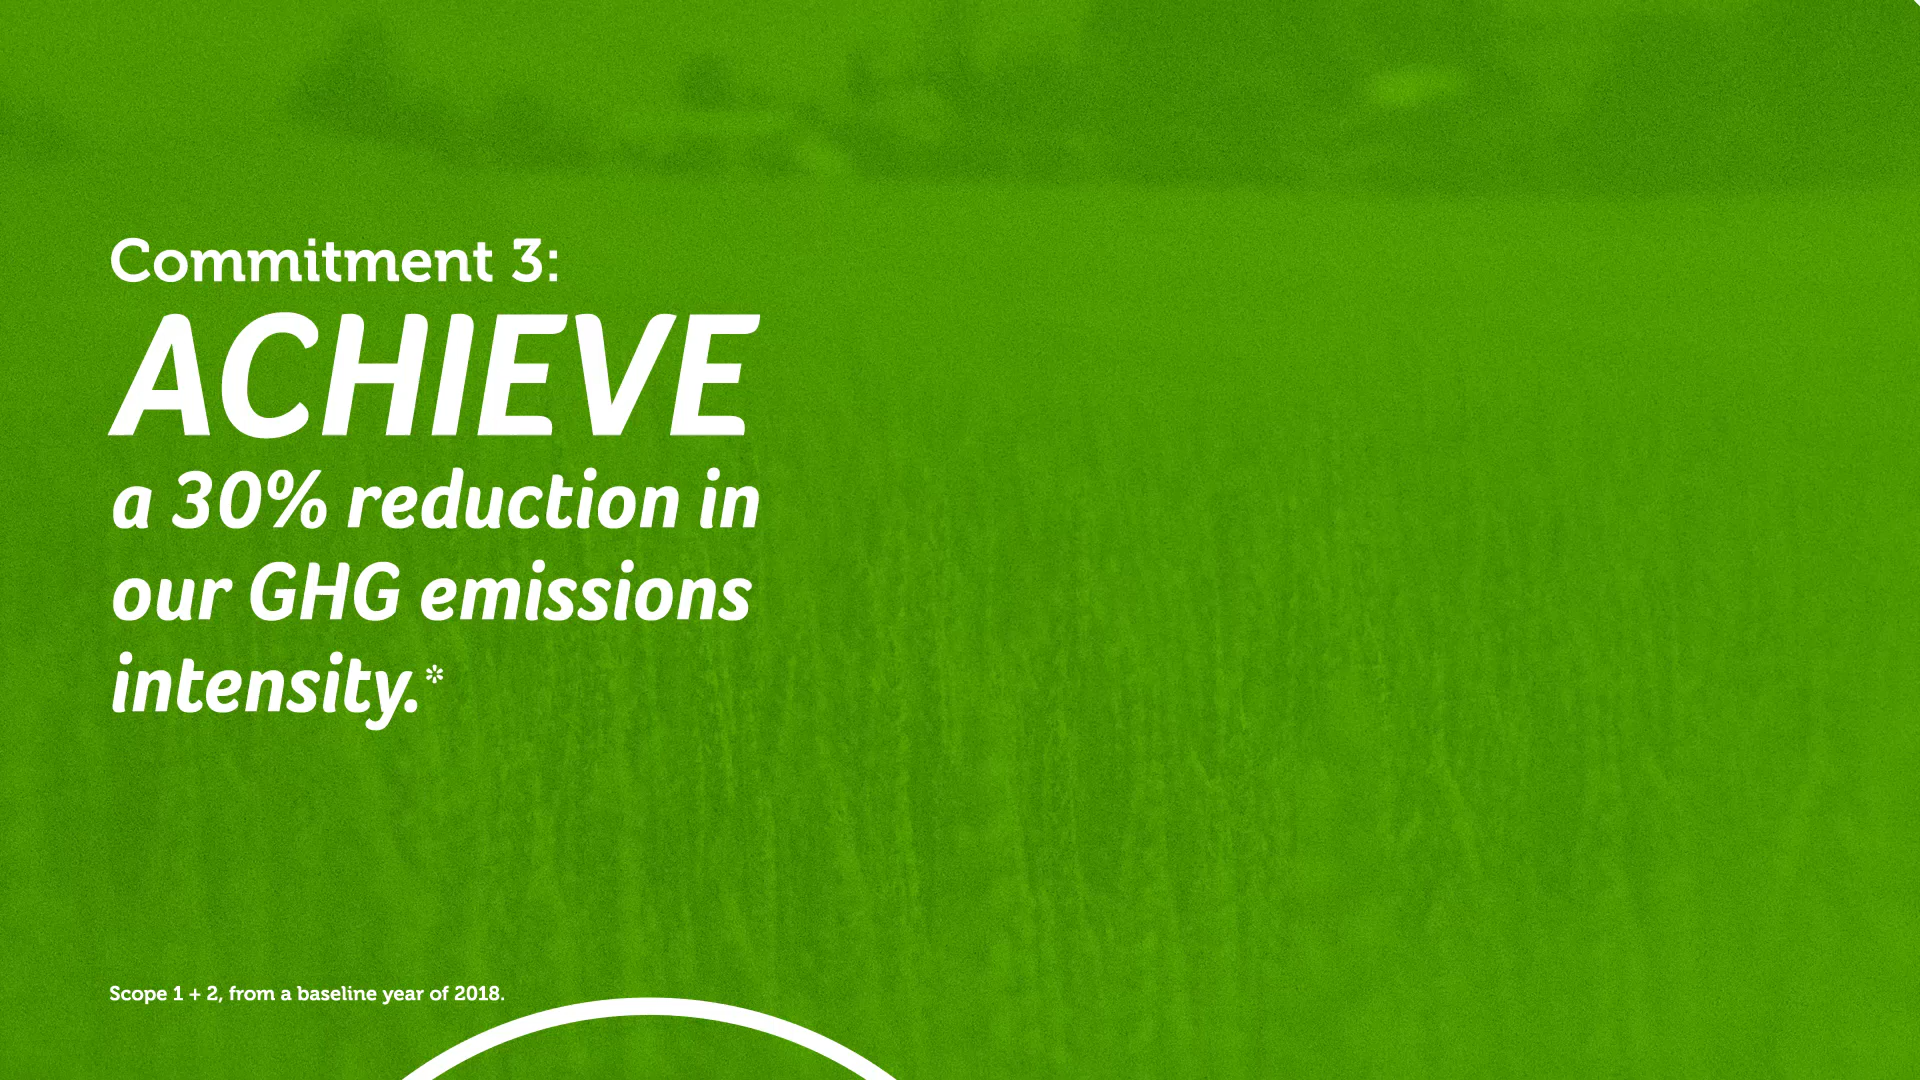 Commitment 3:
ACHIEVE
a 30% reduction in
our GHG emissions
intensity.*
Scope 1 + 2, from a baseline year of 2018.